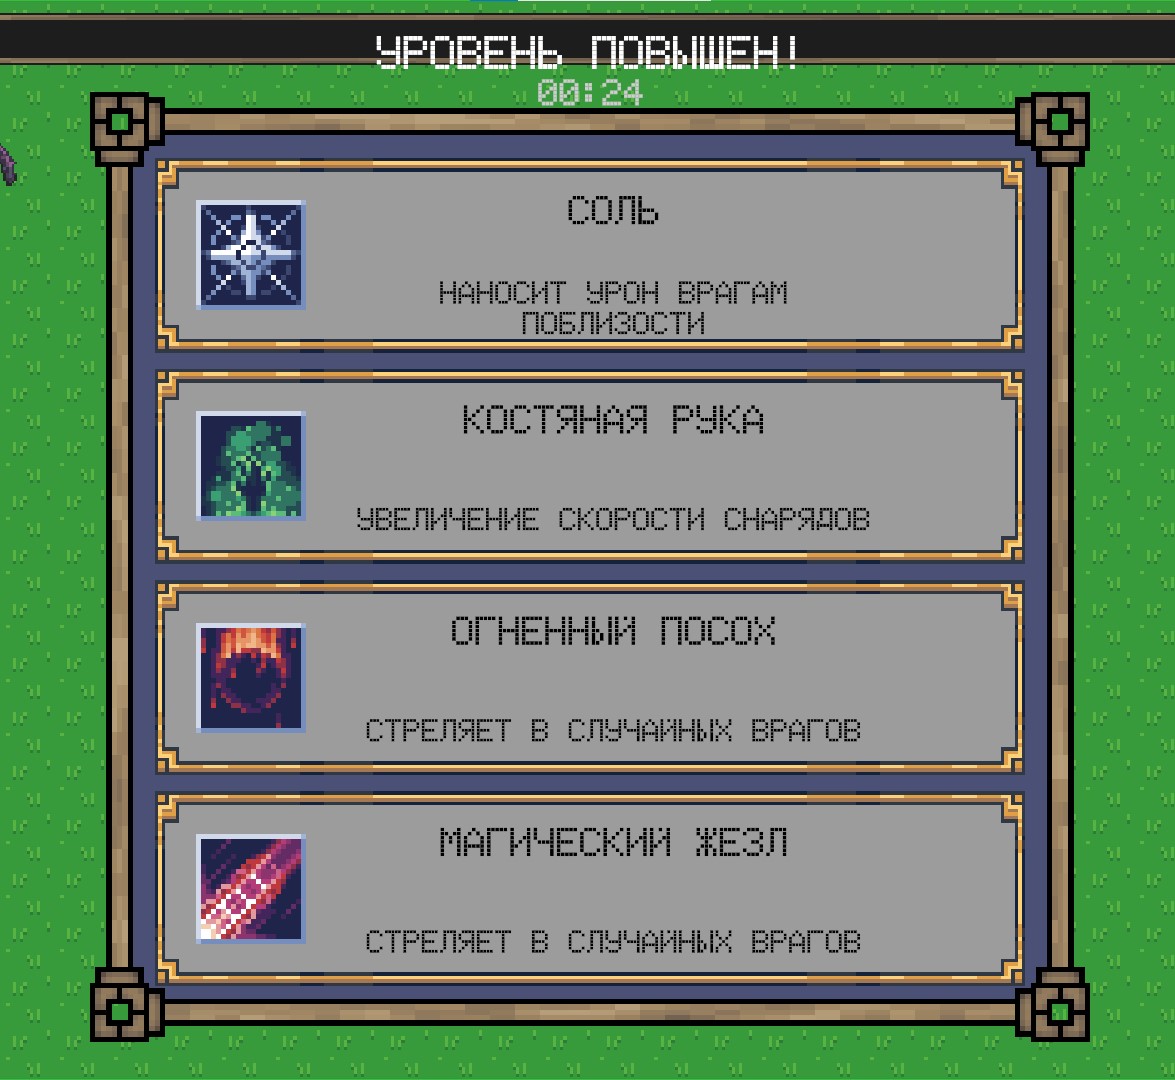 УРОВЕНЬ ПОВЫШЕН!
00:24
СОЛЬ
НАНОСИТ УРОН ВРАГАМ
ПОБЛИЗОСТИ
КОСТЯНАЯ РУКА
УВЕЛИЧЕНИЕ СКОРОСТИ СНАРЯДОВ
ОГНЕННЫЙ ПОСОХ
СТРЕЛЯЕТ В СЛУЧАЙНЫХ ВРАГОВ
МАГИЧЕСКИЙ ЖЕЗЛ
СТРЕЛЯЕТ В СЛУЧАЙНЫХ ВРАГОВ